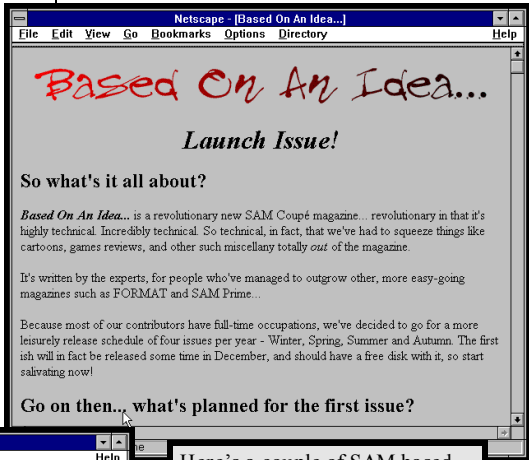 Netscape - [Based On An Idea...]
File Edit View Go Bookmarks Options Directory Help
Based On An Idea...
Launch Issue!
So what's it all about?
Based On An Idea... is a revolutionary new SAM Coupé magazine... revolutionary in that it's
highly technical. Incredibly technical. So technical, in fact, that we've had to squeeze things like
cartoons, games reviews, and other such miscellany totally out of the magazine.
It's written by the experts, for people who've managed to outgrow other, more easy-going
magazines such as FORMAT and SAM Prime...
Because most of our contributors have full-time occupations, we've decided to go for a more
leisurely release schedule of four issues per year - Winter, Spring, Summer and Autumn. The first
ish will in fact be released some time in December, and should have a free disk with it, so start
salivating now!
Go on then... what's planned for the first issue?
Help
Here's a couple of SAM based